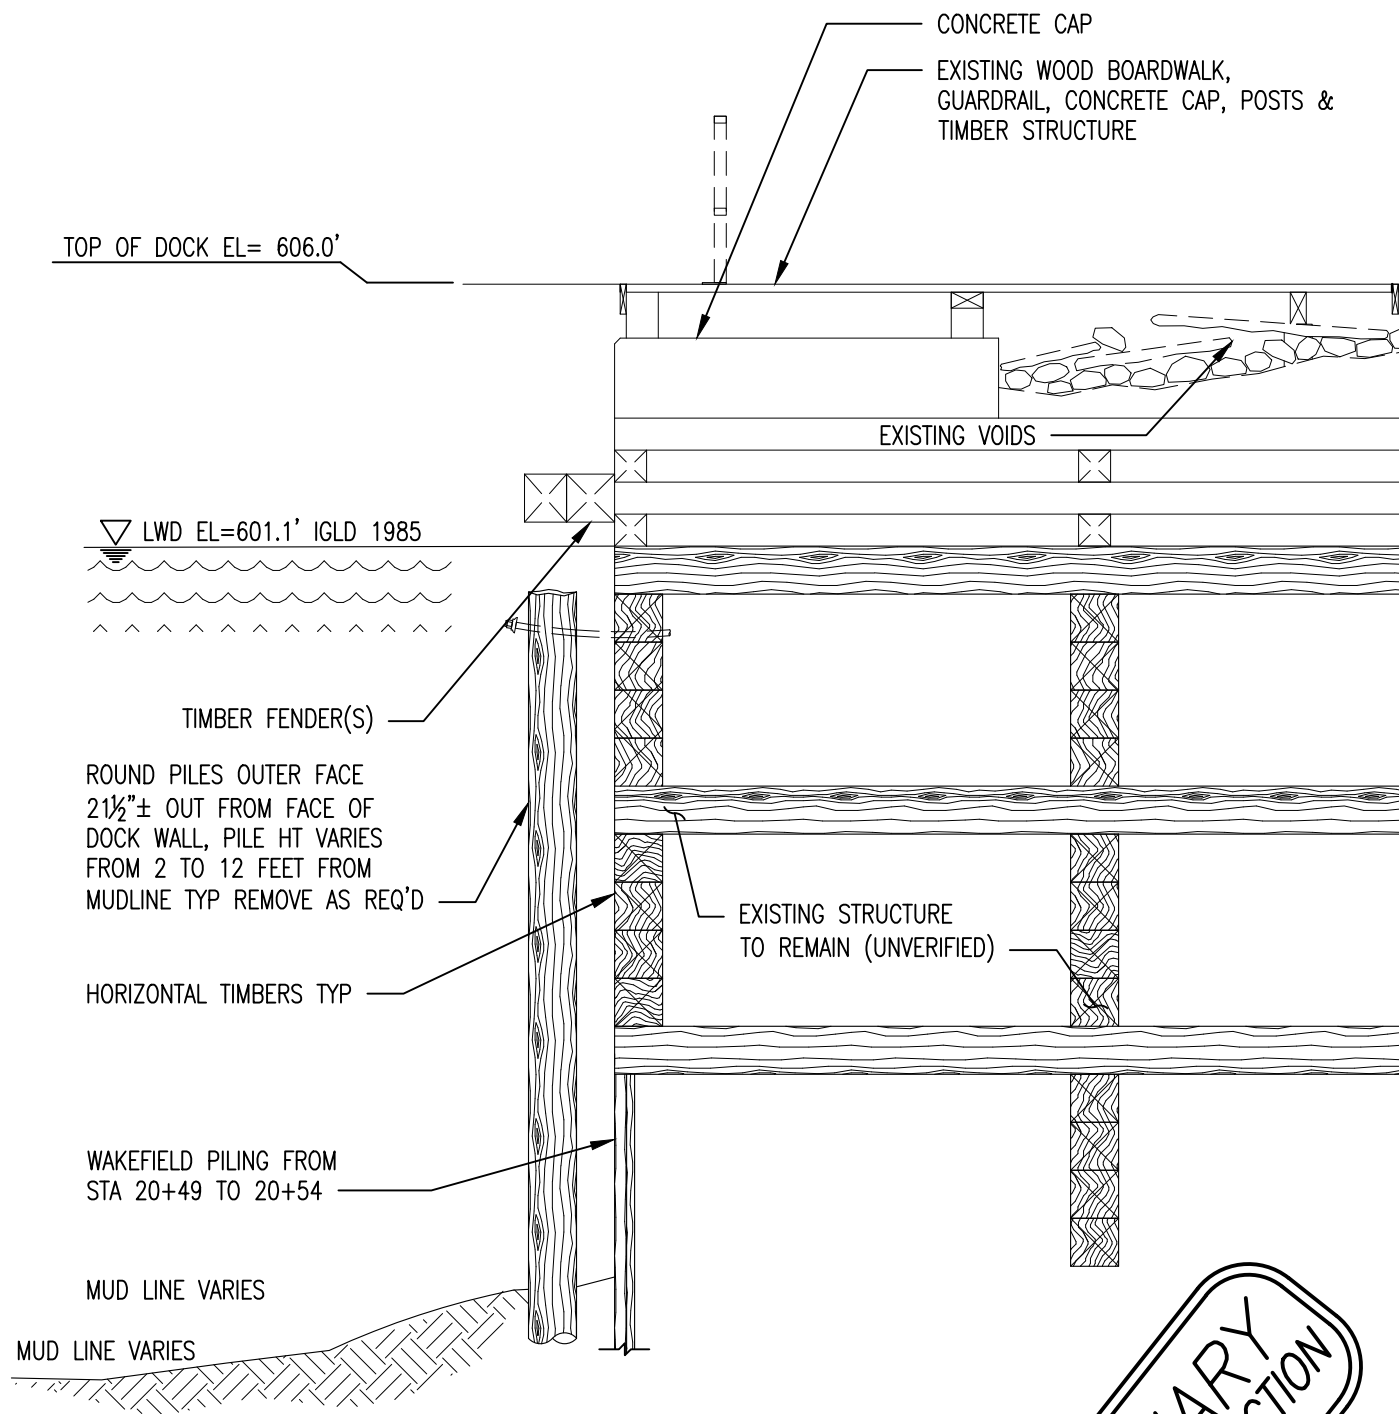 CONCRETE CAP
EXISTING WOOD BOARDWALK,
GUARDRAIL, CONCRETE CAP, POSTS &
TIMBER STRUCTURE
TOP OF DOCK EL= 606.0'
EXISTING VOIDS
LWD EL=601.1' IGLD 1985
TIMBER FENDER(S)
ROUND PILES OUTER FACE
21½"± OUT FROM FACE OF
DOCK WALL, PILE HT VARIES
FROM 2 TO 12 FEET FROM
MUDLINE TYP REMOVE AS REQ'D
EXISTING STRUCTURE
TO REMAIN (UNVERIFIED)
HORIZONTAL TIMBERS TYP
WAKEFIELD PILING FROM
STA 20+49 TO 20+54
MUD LINE VARIES
MUD LINE VARIES